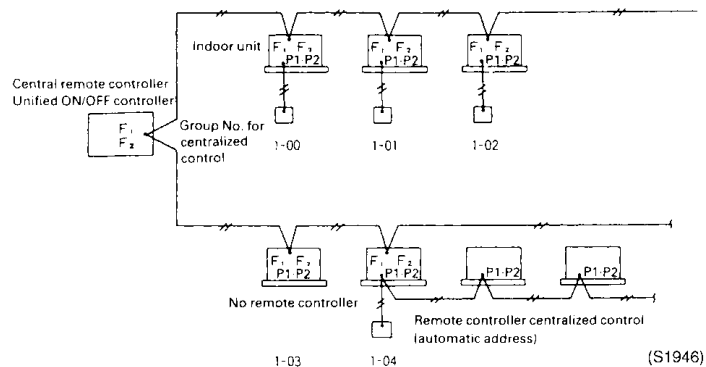 Indoor unit
F₁ F₂
P1·P2
F₁ F₂
P1·P2
F₁ F₂
P1·P2
Central remote controller
Unified ON/OFF controller
F₁
F₂
Group No. for
centralized
control
1-00
1-01
1-02
F₁ F₂
P1·P2
F₁ F₂
P1·P2
P1·P2
P1·P2
No remote controller
Remote controller centralized control
(automatic address)
1-03
1-04
(S1946)